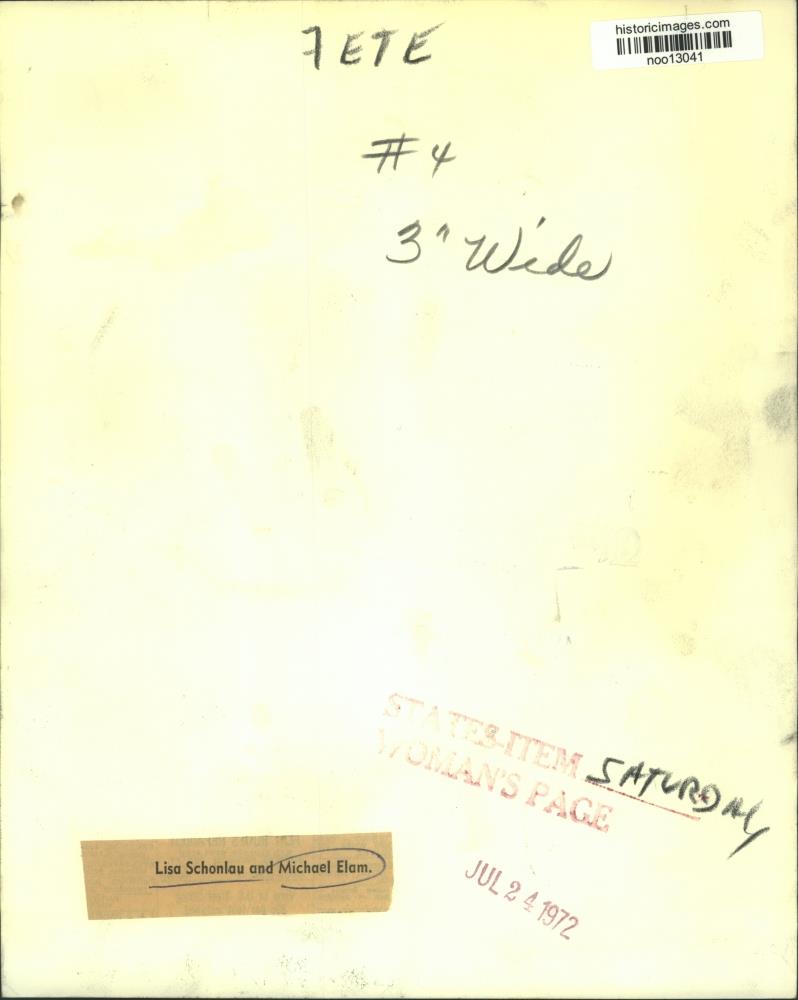 FETE
historicimages.com
noo13041
#4
3" Wide
STATES-ITEM
WOMAN'S PAGE
SATURDAY
Lisa Schonlau and Michael Elam.
JUL 24 1972